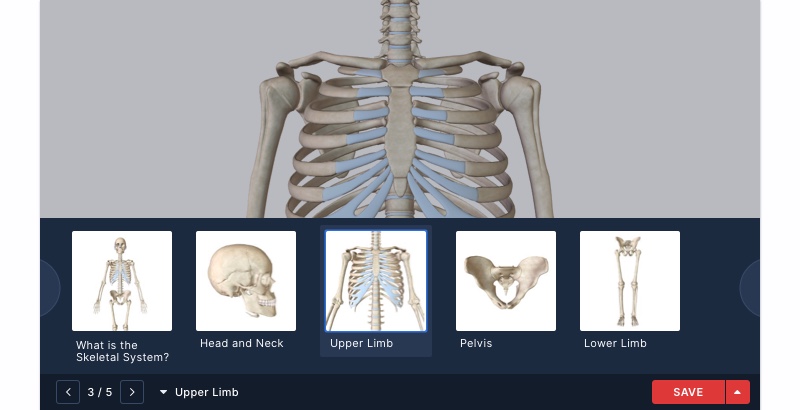 What is the
Skeletal System?
Head and Neck
Upper Limb
Pelvis
Lower Limb
3 / 5
Upper Limb
SAVE